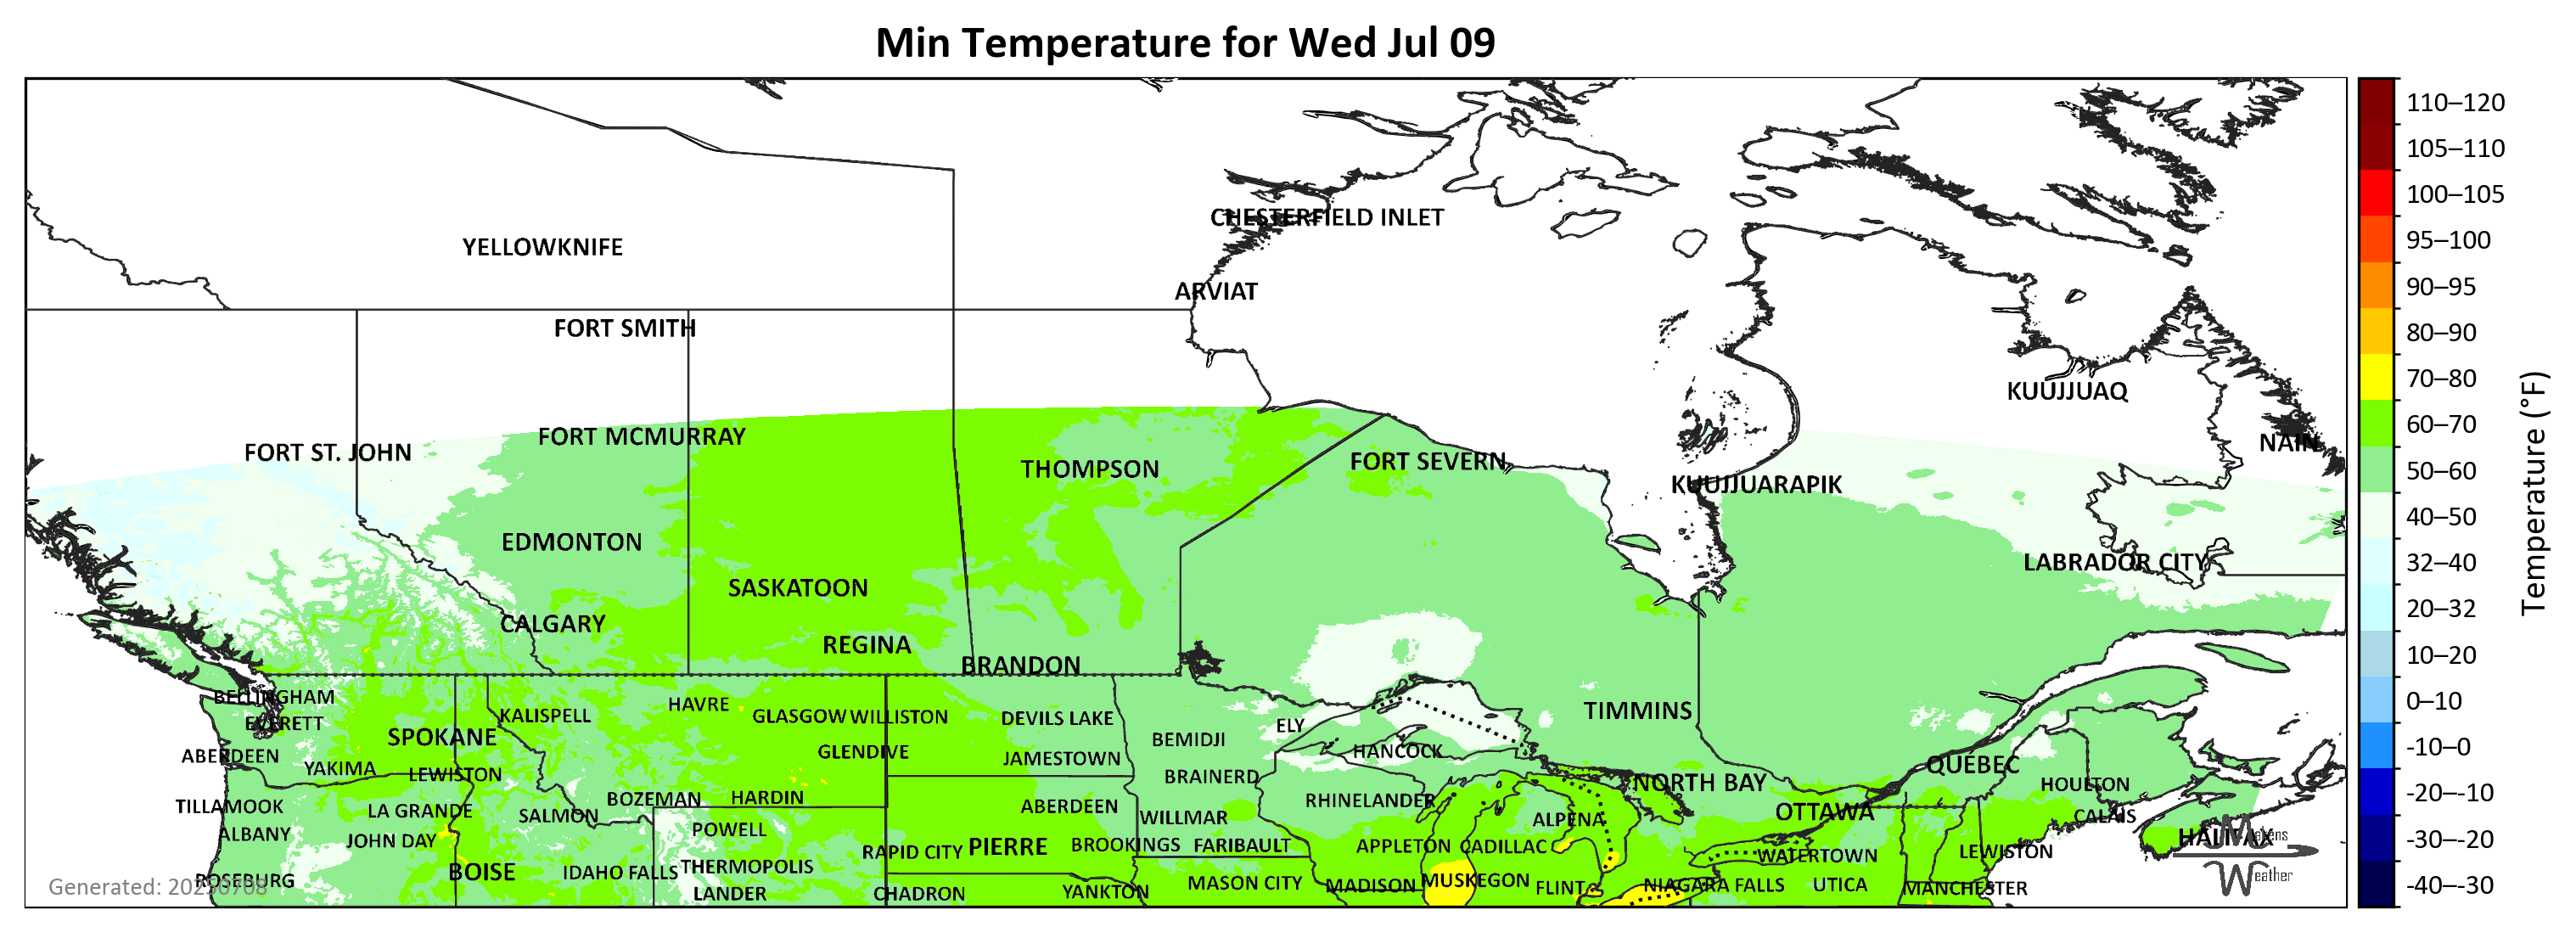 Min Temperature for Wed Jul 09
CHESTERFIELD INLET
YELLOWKNIFE
ARVIAT
FORT SMITH
KUUJJUAQ
FORT MCMURRAY
NAIN
FORT ST. JOHN
FORT SEVERN
THOMPSON
KUUJJUARAPIK
EDMONTON
LABRADOR CITY
SASKATOON
CALGARY
REGINA
BRANDON
BELLINGHAM
HAVRE
TIMMINS
KALISPELL
GLASGOW WILLISTON
DEVILS LAKE
EVERETT
ELY
SPOKANE
BEMIDJI
GLENDIVE
HANCOCK
ABERDEEN
JAMESTOWN
QUÉBEC
YAKIMA
LEWISTON
BRAINERD
NORTH BAY
HOULTON
BOZEMAN
HARDIN
RHINELANDER
TILLAMOOK
LA GRANDE
ABERDEEN
OTTAWA
SALMON
WILLMAR
ALPENA
CALAIS
POWELL
ALBANY
HALIFAX
Makens
Weather
JOHN DAY
RAPID CITY
PIERRE
BROOKINGS
FARIBAULT
APPLETON
CADILLAC
WATERTOWN
LEWISTON
THERMOPOLIS
BOISE
IDAHO FALLS
ROSEBURG
Generated: 20250708
MASON CITY
MADISON
MUSKEGON
FLINT
NIAGARA FALLS
UTICA
MANCHESTER
LANDER
CHADRON
YANKTON
110–120
105–110
100–105
95–100
90–95
80–90
70–80
60–70
50–60
40–50
32–40
20–32
10–20
0–10
-10–0
-20–-10
-30–-20
-40–-30
Temperature (°F)